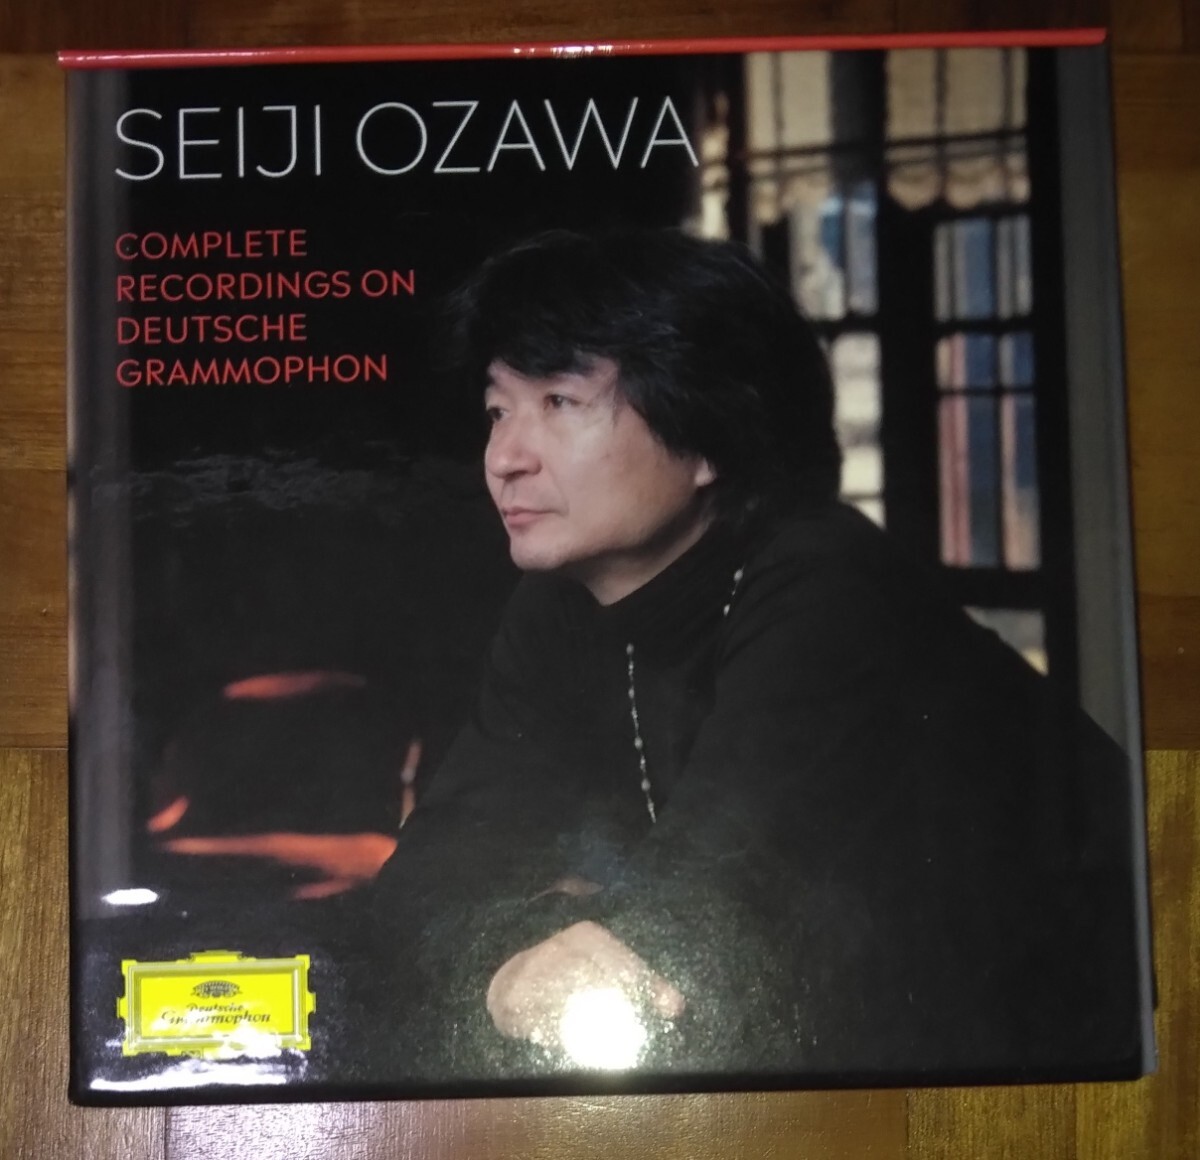 SEIJI OZAWA
COMPLETE
RECORDINGS ON
DEUTSCHE
GRAMMOPHON
Deutsche
Grammophon